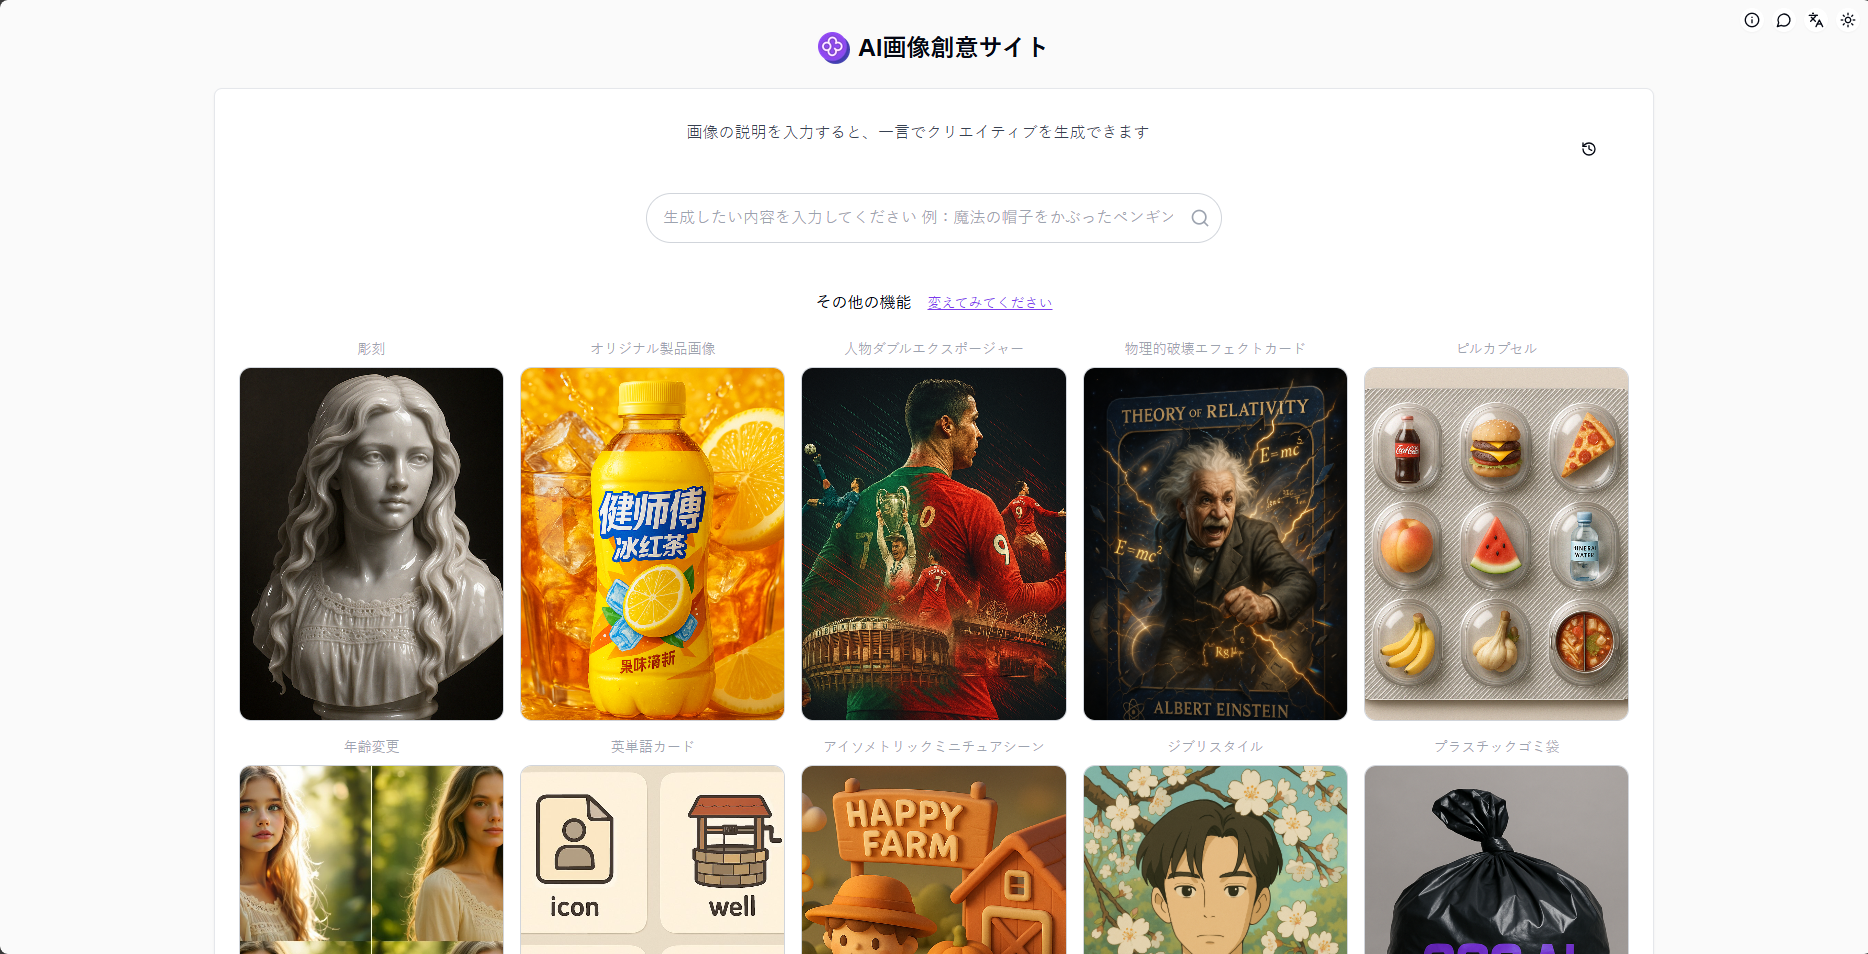 AI画像創意サイト
画像の説明を入力すると、一言でクリエイティブを生成できます
生成したい内容を入力してください 例：魔法の帽子をかぶったペンギン
その他の機能 変えてみてください
彫刻
オリジナル製品画像
人物ダブルエクスポージャー
物理的破壊エフェクトカード
ピルカプセル
健师傅
冰红茶
果味清新
7
9
9
7
THEORY OF RELATIVITY
E=mc
E=mc²
ALBERT EINSTEIN
Coca-Cola
MINERAL
WATER
年齢変更
英単語カード
アイソメトリックミニチュアシーン
ジブリスタイル
プラスチックゴミ袋
icon
well
HAPPY
FARM